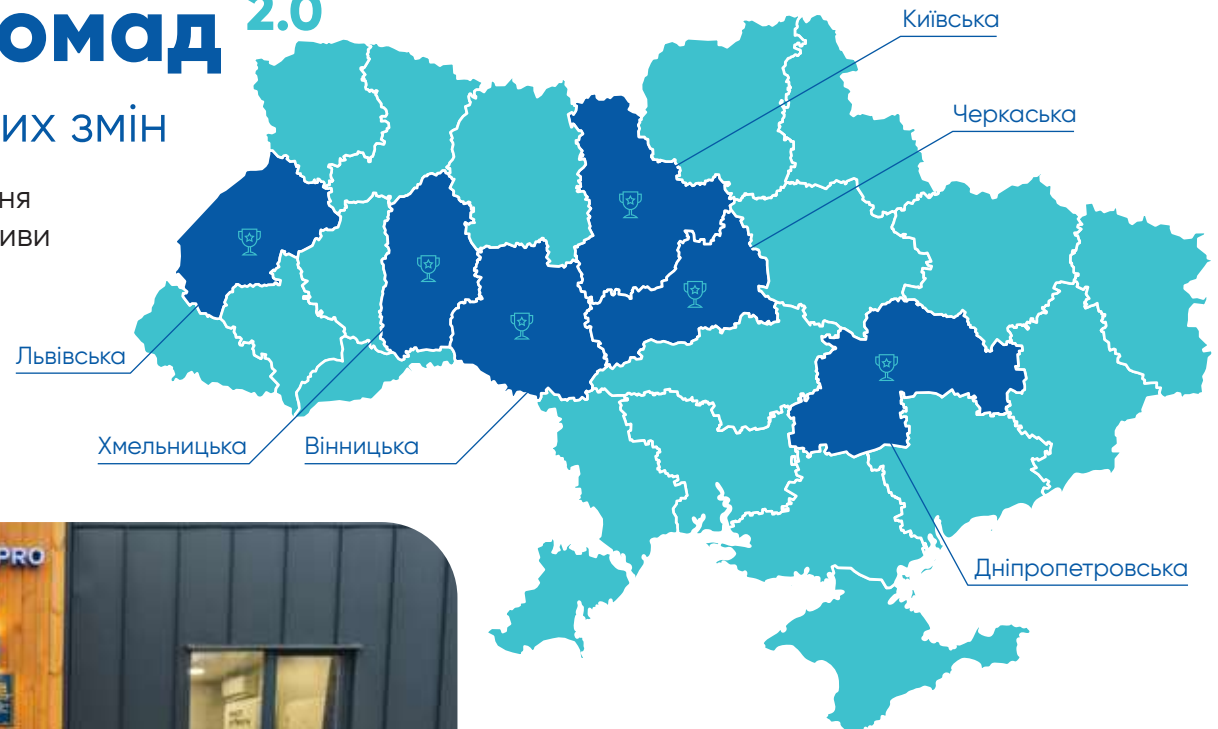 омад 2.0
их змін
ня
иви
Київська
Черкаська
Львівська
Хмельницька
Вінницька
Дніпропетровська
PRO